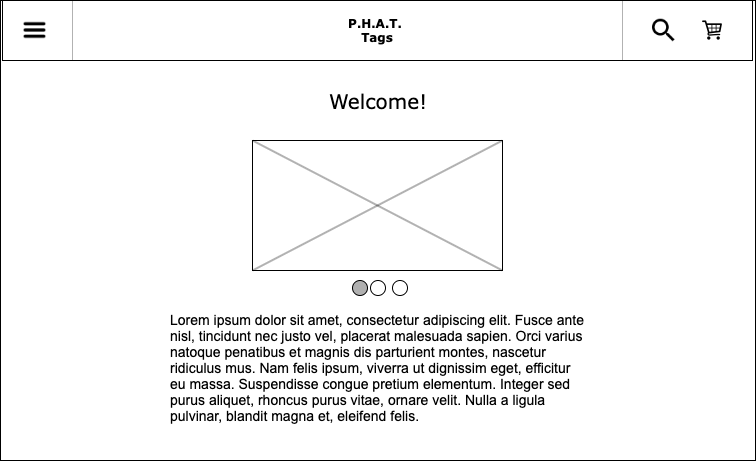 P.H.A.T.
Tags
Welcome!
Lorem ipsum dolor sit amet, consectetur adipiscing elit. Fusce ante
nisl, tincidunt nec justo vel, placerat malesuada sapien. Orci varius
natoque penatibus et magnis dis parturient montes, nascetur
ridiculus mus. Nam felis ipsum, viverra ut dignissim eget, efficitur
eu massa. Suspendisse congue pretium elementum. Integer sed
purus aliquet, rhoncus purus vitae, ornare velit. Nulla a ligula
pulvinar, blandit magna et, eleifend felis.